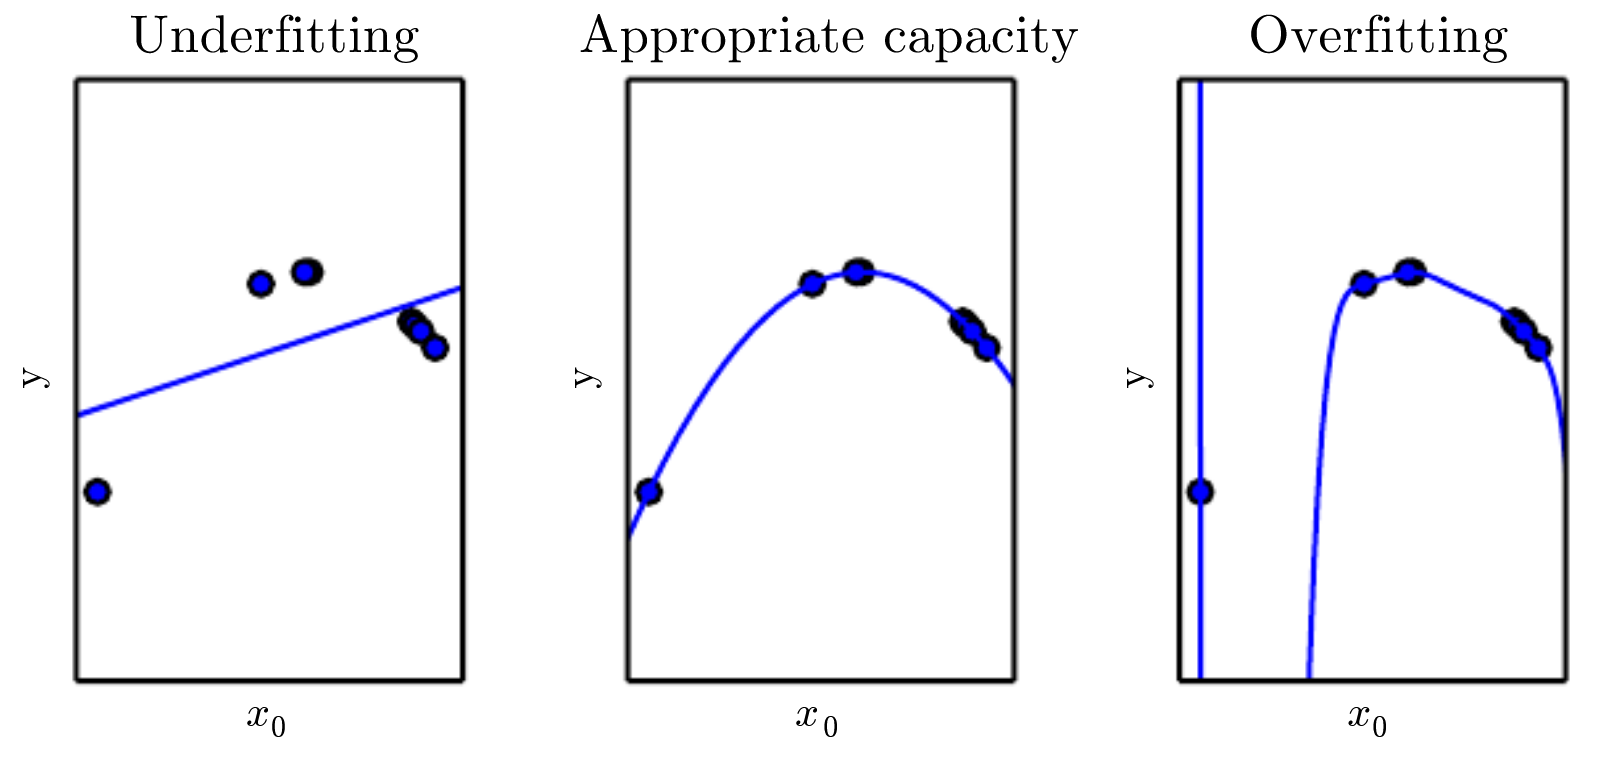 Underfitting
Appropriate capacity
Overfitting
y
y
y
x₀
x₀
x₀